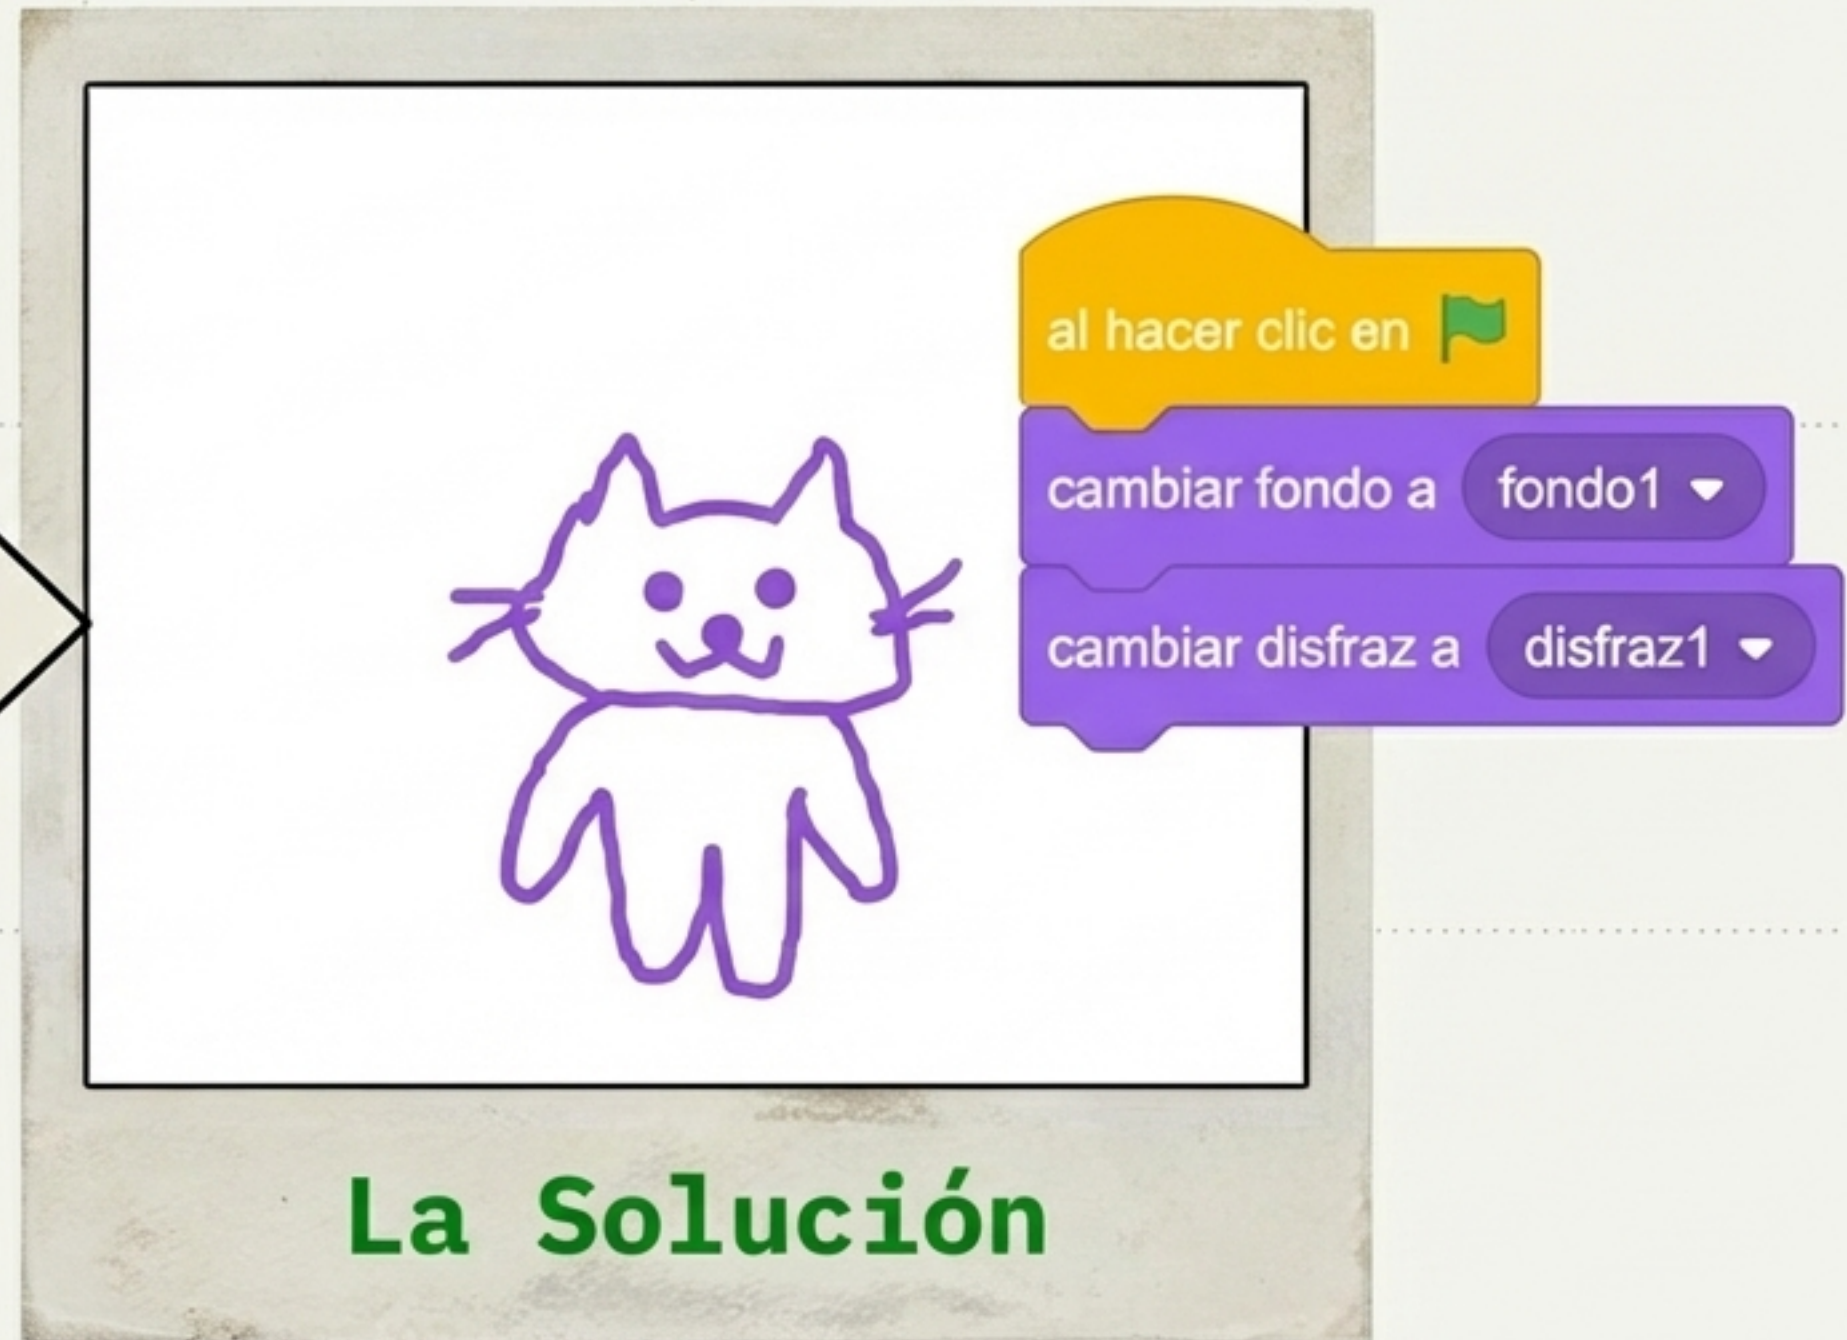 al hacer clic en
cambiar fondo a fondo1
cambiar disfraz a disfraz1
La Solución